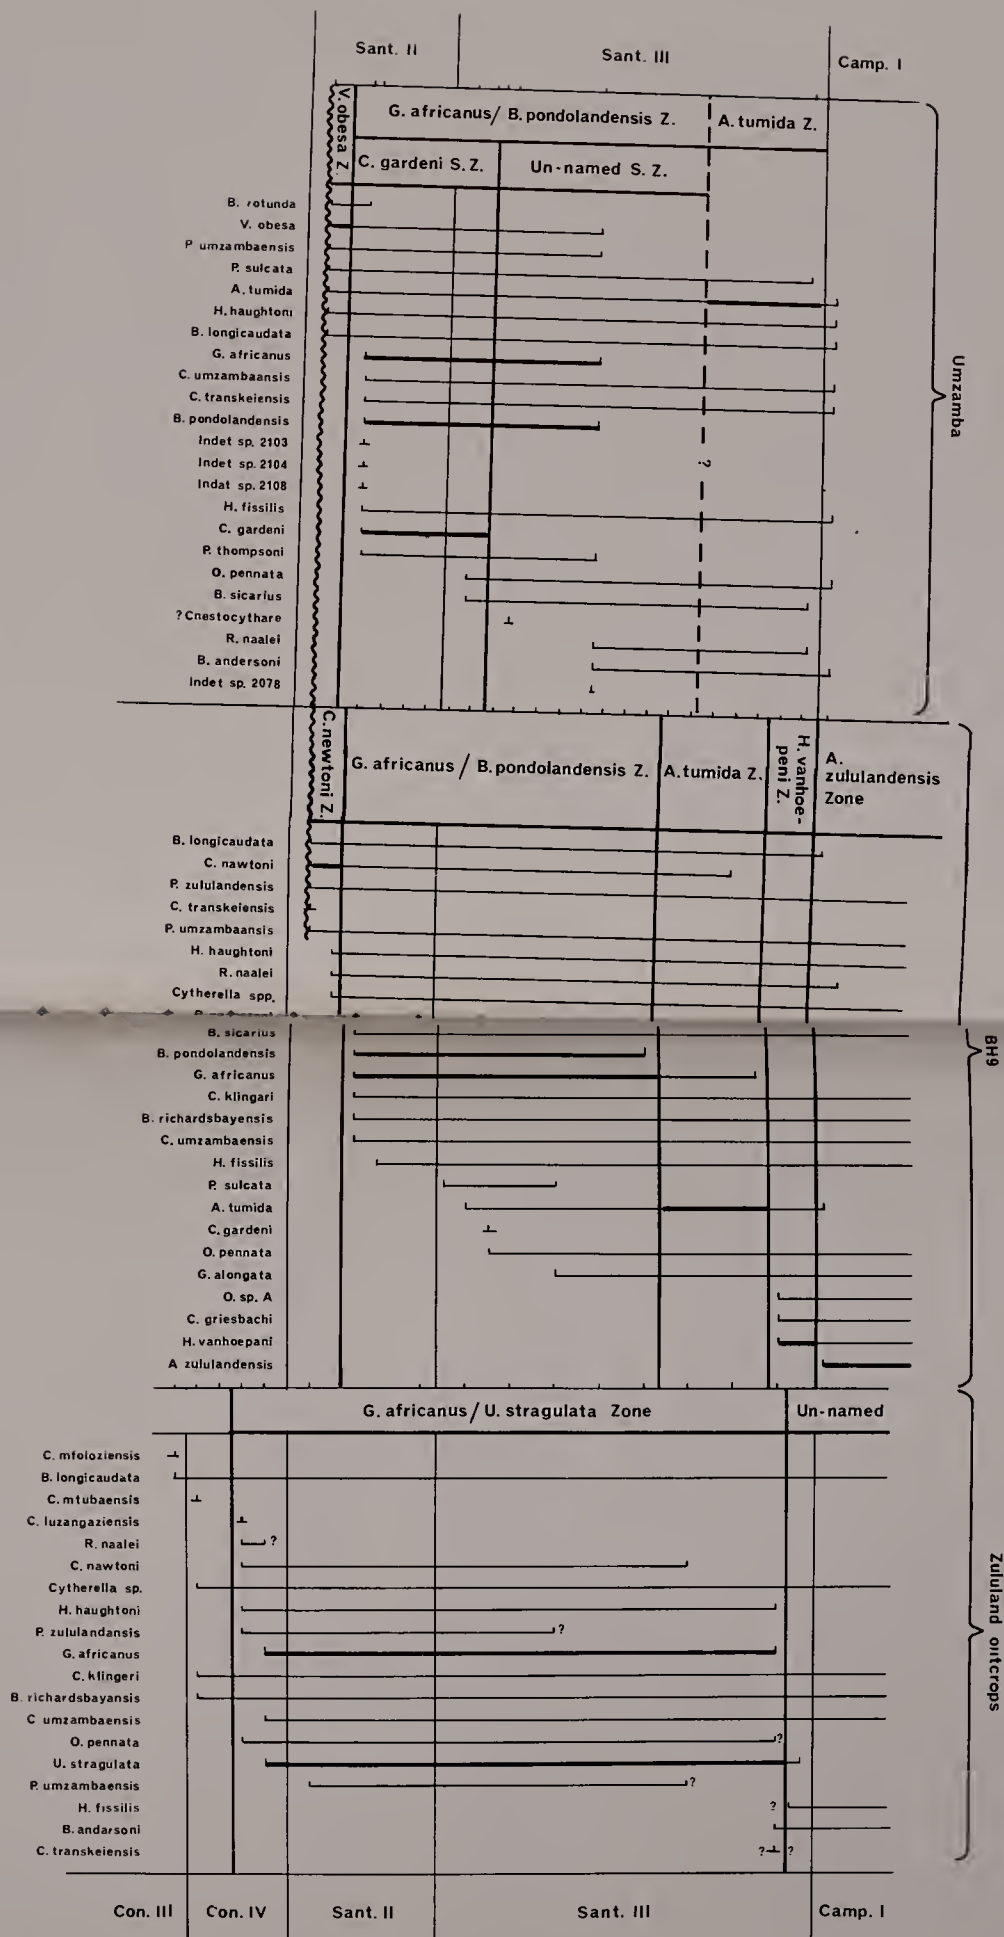 Sant. II Sant. III Camp. I
V. obesa Z. G. africanus/ B. pondolandensis Z. A. tumida Z.
C. gardeni S. Z. Un-named S. Z.
Umzamba
B. rotunda
V. obesa
P umzambaensis
P. sulcata
A. tumida
H. haughtoni
B. longicaudata
G. africanus
C. umzambaansis
C. transkeiensis
B. pondolandensis
Indet sp. 2103
Indet sp. 2104 ?
Indat sp. 2108
H. fissilis
C. gardeni
P. thompsoni
O. pennata
B. sicarius
? Cnestocythare
R. naalei
B. andersoni
Indet sp. 2078
C. newtoni Z. G. africanus / B. pondolandensis Z. A. tumida Z. H. vanhoe-
peni Z. A.
zululandensis
Zone
BH9
B. longicaudata
C. nawtoni
P. zululandensis
C. transkeiensis
P. umzambaansis
H. haughtoni
R. naalei
Cytherella spp.
B. sicarius
B. pondolandensis
G. africanus
C. klingari
B. richardsbayensis
C. umzambaensis
H. fissilis
P. sulcata
A. tumida
C. gardeni
O. pennata
G. alongata
O. sp. A
C. griesbachi
H. vanhoepani
A zululandensis
G. africanus / U. stragulata Zone Un-named
Zululand outcrops
C. mfoloziensis
B. longicaudata
C. mtubaensis
C. luzangaziensis
R. naalei ?
C. nawtoni
Cytherella sp.
H. haughtoni
P. zululandansis ?
G. africanus
C. klingeri
B. richardsbayansis
C umzambaensis
O. pennata ?
U. stragulata
P. umzambaensis ?
H. fissilis ?
B. andarsoni
C. transkeiensis ? ?
Con. III Con. IV Sant. II Sant. III Camp. I